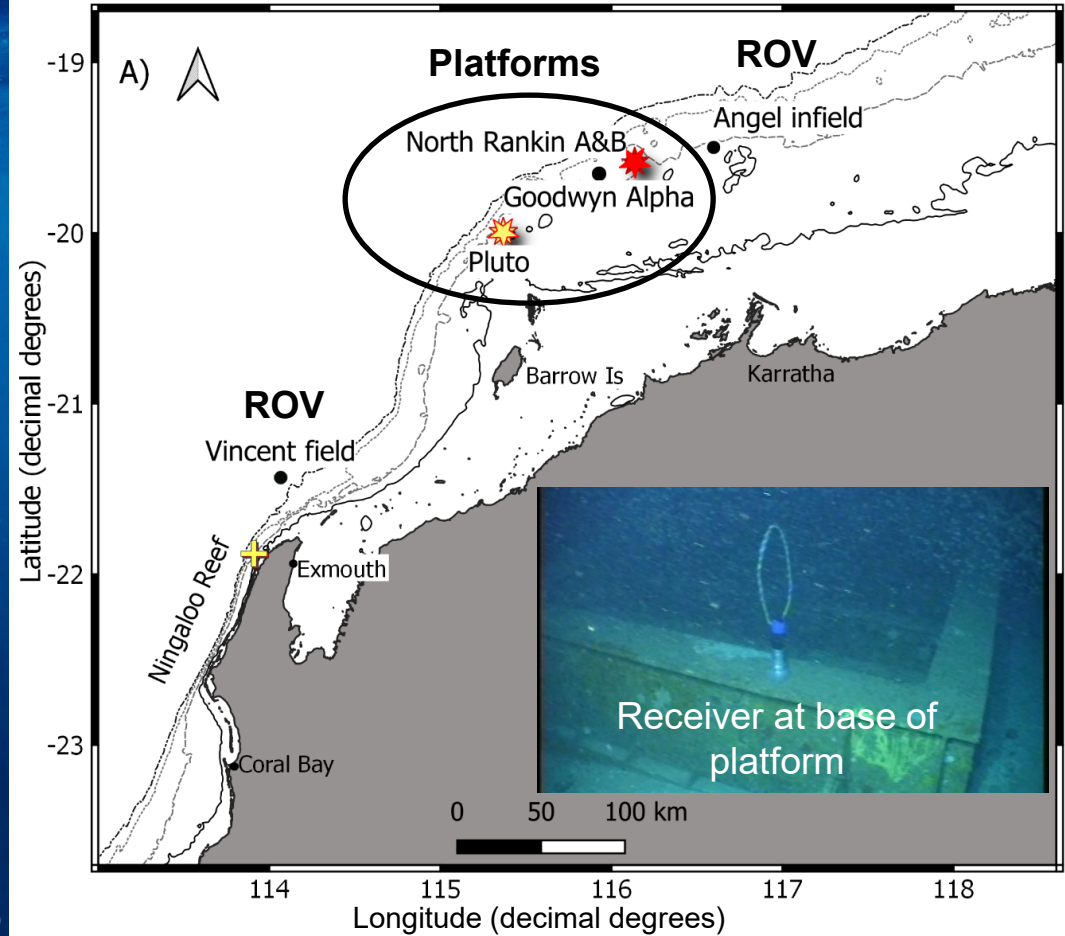 A)
Platforms
ROV
North Rankin A&B
Angel infield
Goodwyn Alpha
Pluto
Barrow Is
Karratha
ROV
Vincent field
Ningaloo Reef
Exmouth
Coral Bay
Receiver at base of
platform
0 50 100 km
-19
-20
-21
-22
-23
Latitude (decimal degrees)
114 115 116 117 118
Longitude (decimal degrees)